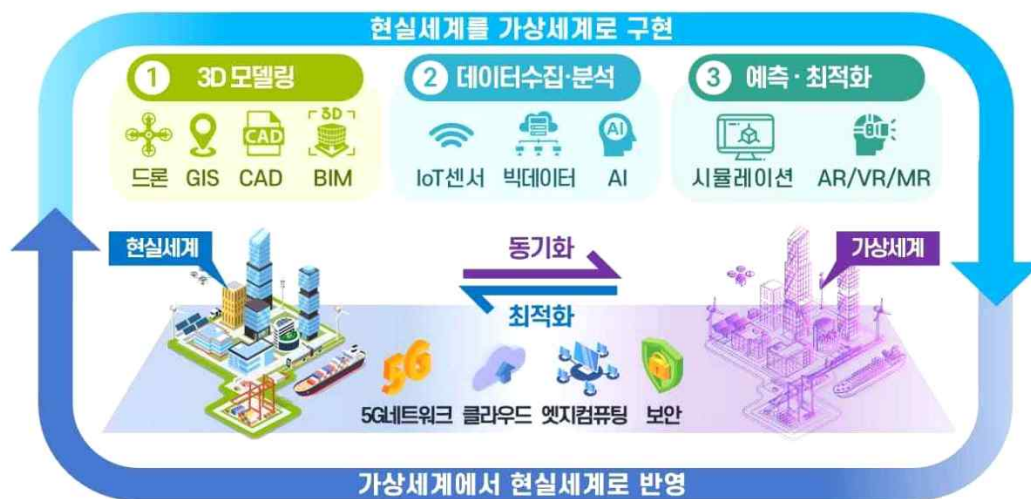 현실세계를 가상세계로 구현
1 3D 모델링
드론 GIS CAD BIM
CAD
3D
2 데이터수집·분석
AI
IoT센서 빅데이터 AI
3 예측·최적화
시뮬레이션 AR/VR/MR
현실세계
동기화
최적화
가상세계
5G
5G네트워크 클라우드 엣지컴퓨팅 보안
가상세계에서 현실세계로 반영